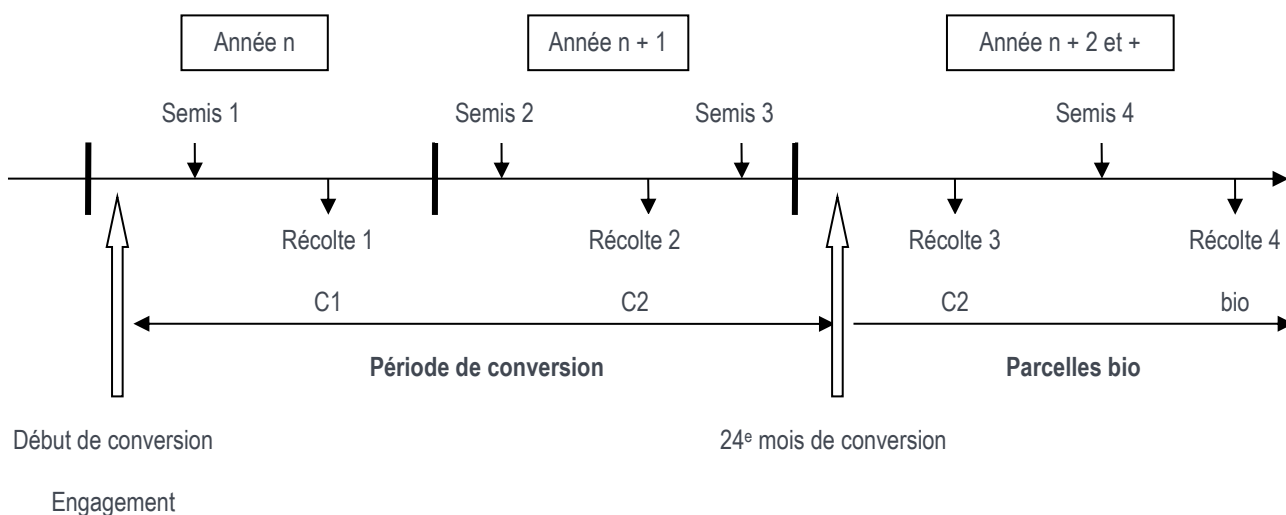 Année n
Année n + 1
Année n + 2 et +
Semis 1
Semis 2
Semis 3
Semis 4
Récolte 1
Récolte 2
Récolte 3
Récolte 4
C1
C2
C2
bio
Période de conversion
Parcelles bio
Début de conversion
24e mois de conversion
Engagement